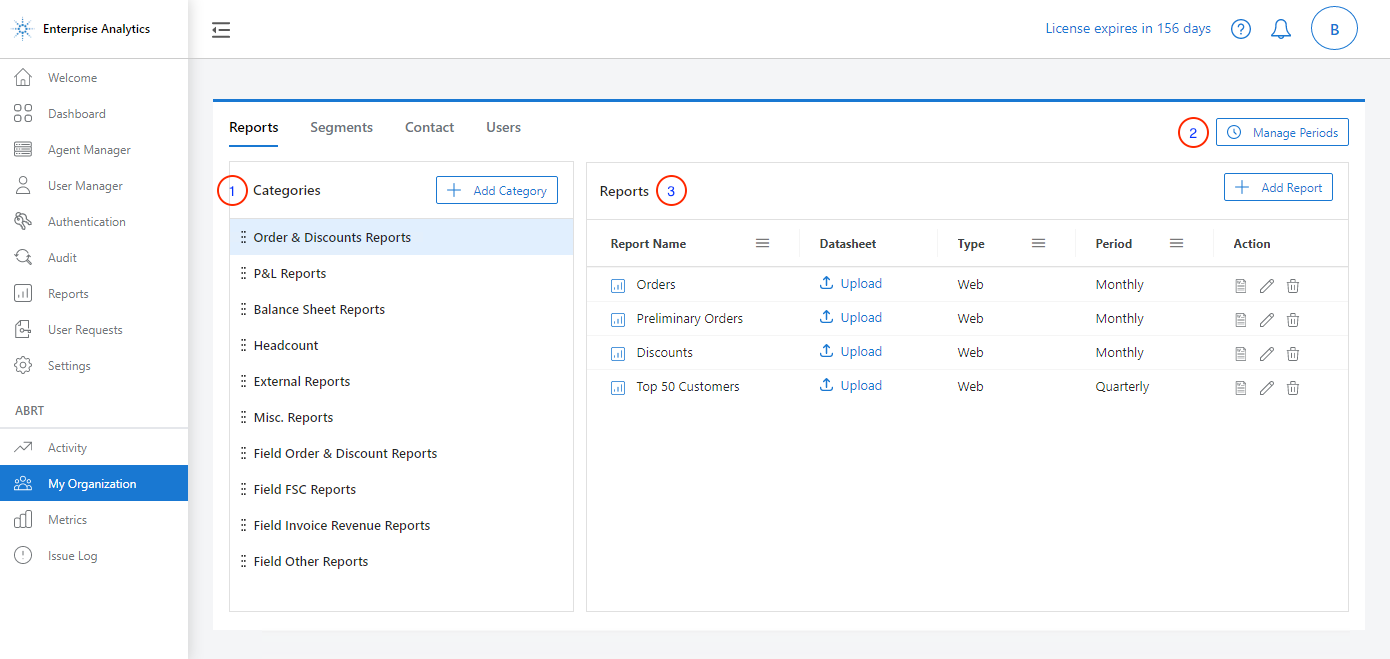 Enterprise Analytics
License expires in 156 days
?
B
Welcome
Dashboard
Agent Manager
User Manager
Authentication
Audit
Reports
User Requests
Settings
ABRT
Activity
My Organization
Metrics
Issue Log
Reports Segments Contact Users
2 Manage Periods
1 Categories Add Category
Order & Discounts Reports
P&L Reports
Balance Sheet Reports
Headcount
External Reports
Misc. Reports
Field Order & Discount Reports
Field FSC Reports
Field Invoice Revenue Reports
Field Other Reports
Reports 3 Add Report
Report Name Datasheet Type Period Action
Orders Upload Web Monthly
Preliminary Orders Upload Web Monthly
Discounts Upload Web Monthly
Top 50 Customers Upload Web Quarterly